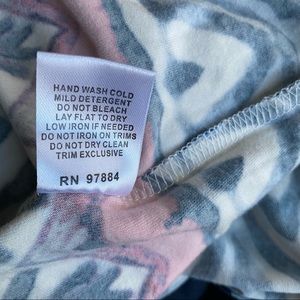 HAND WASH COLD
MILD DETERGENT
DO NOT BLEACH
LAY FLAT TO DRY
LOW IRON IF NEEDED
DO NOT IRON ON TRIMS
DO NOT DRY CLEAN
TRIM EXCLUSIVE
RN 97884